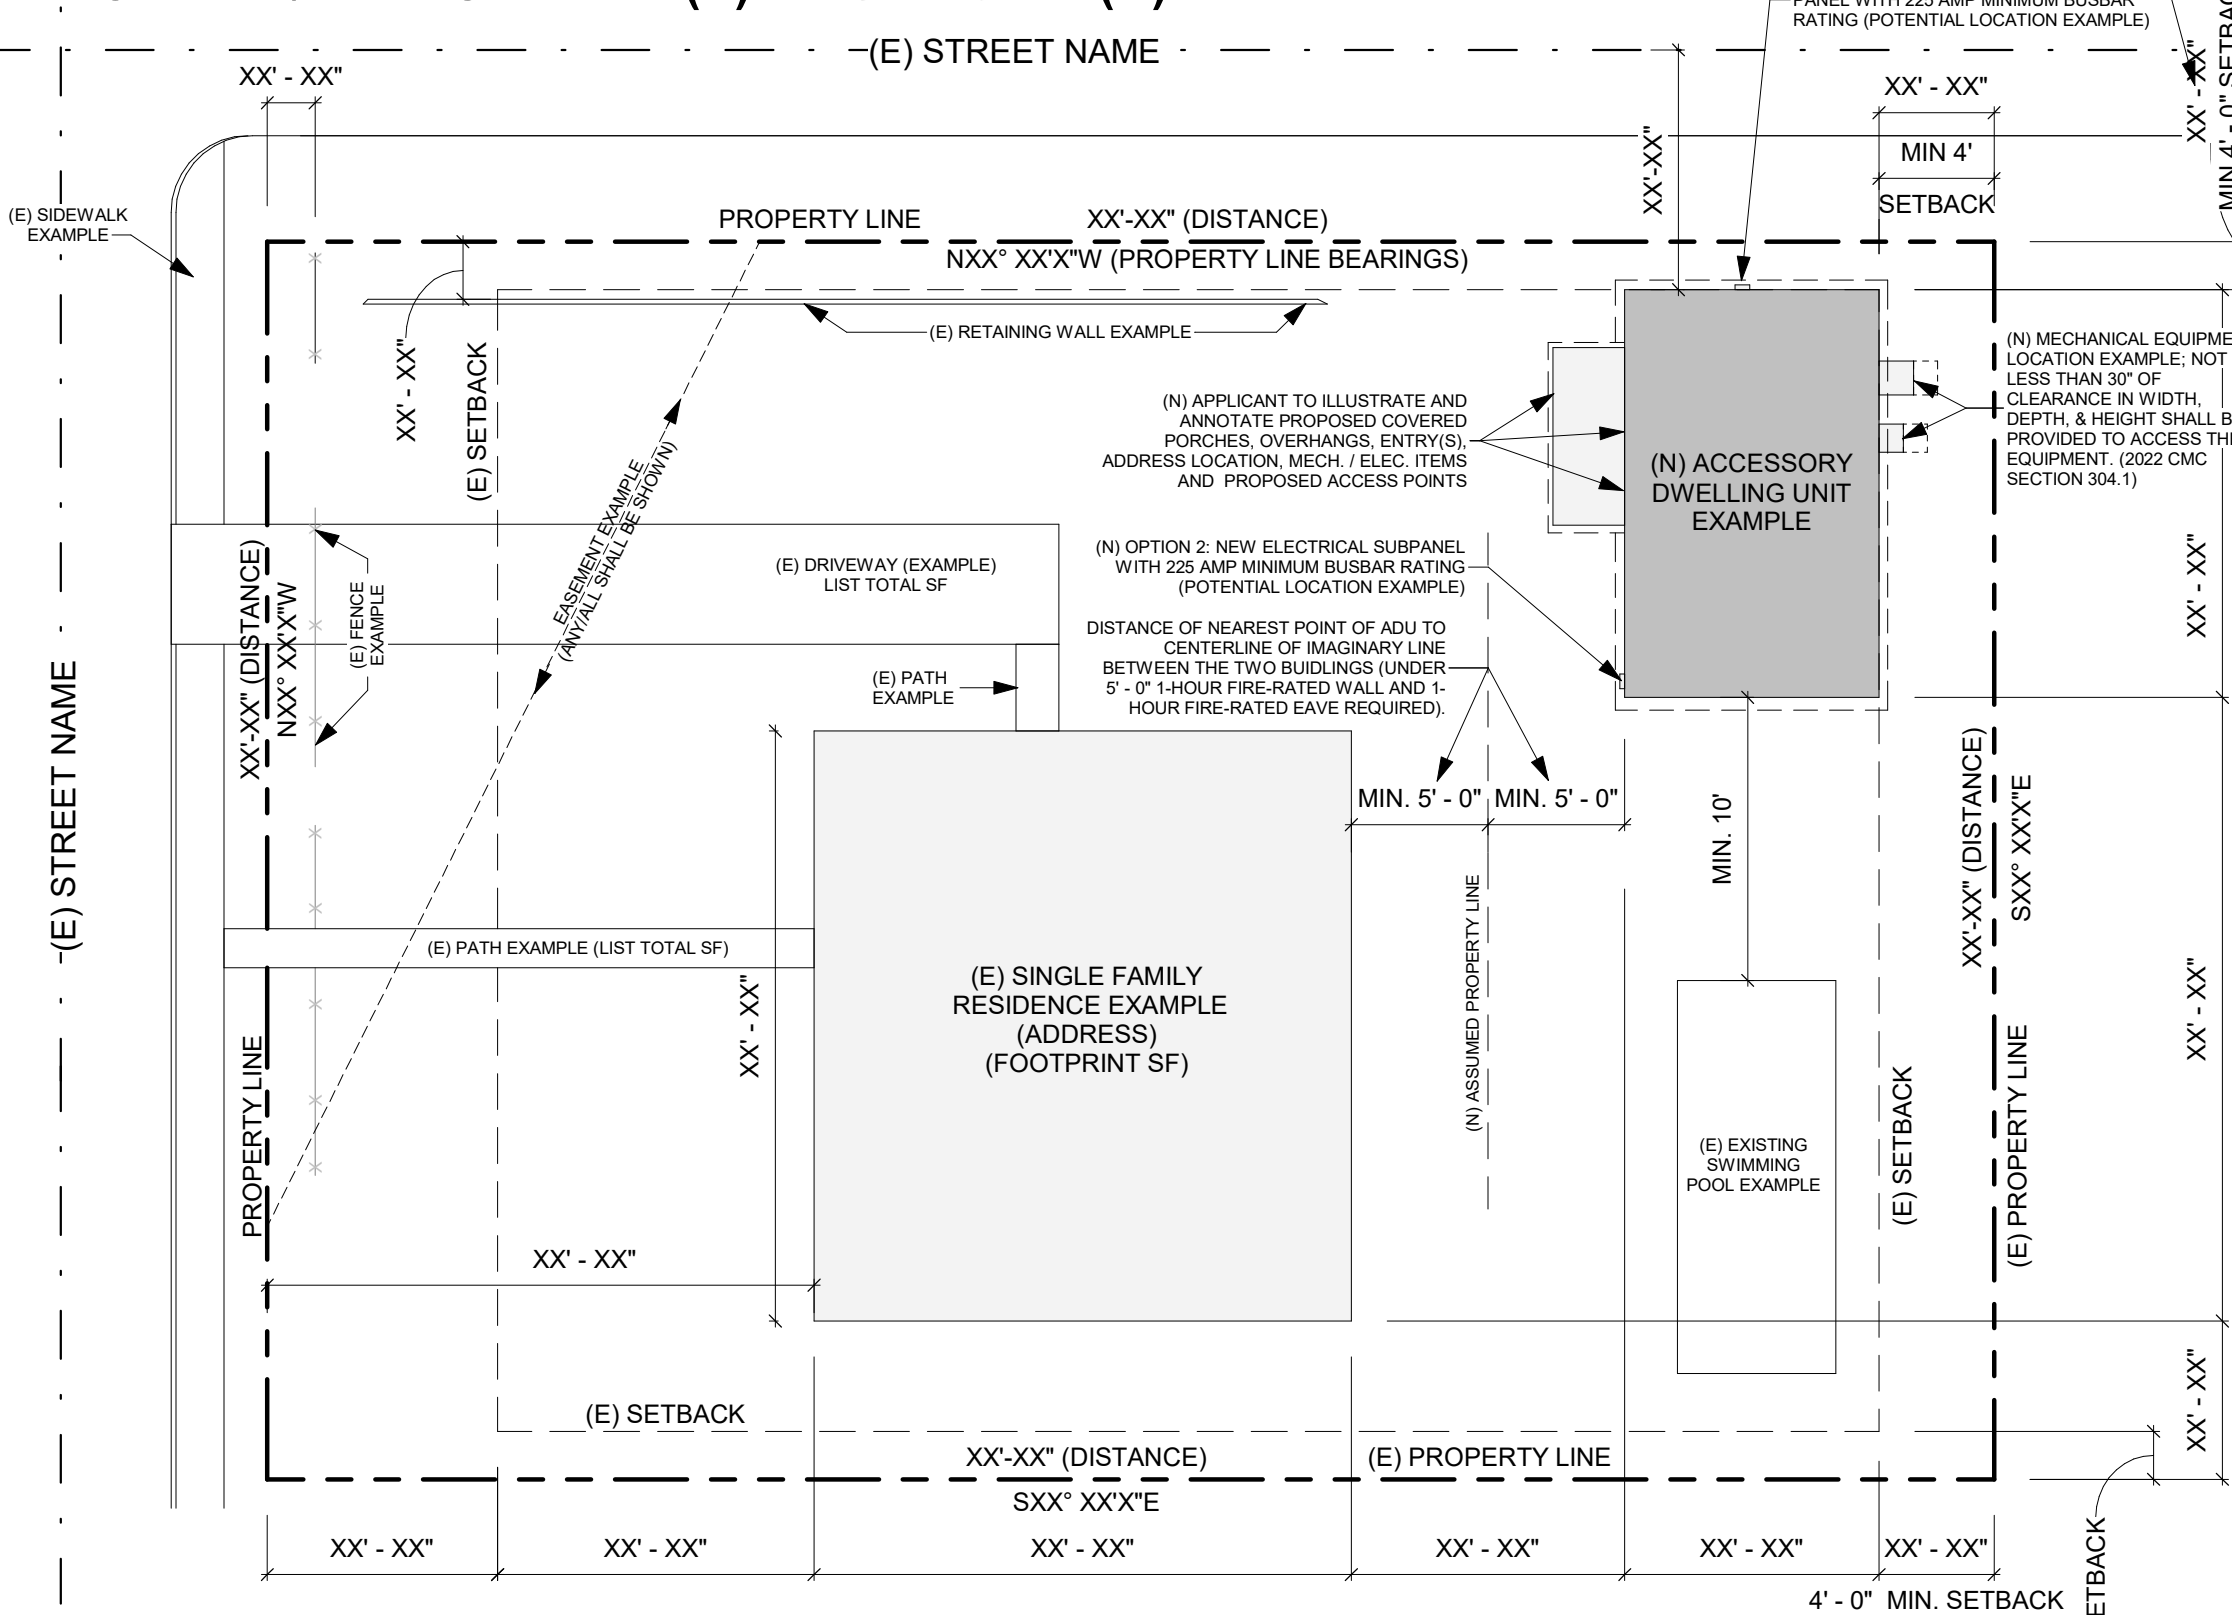 PANEL WITH 225 AMP MINIMUM BUSBAR
RATING (POTENTIAL LOCATION EXAMPLE)
(E) STREET NAME
XX' - XX"
XX' - XX"
XX' - XX"
MIN 4' - 0" SETBACK
MIN 4'
SETBACK
XX'-XX"
(E) SIDEWALK
EXAMPLE
PROPERTY LINE
XX'-XX" (DISTANCE)
NXX° XX'X"W (PROPERTY LINE BEARINGS)
(E) RETAINING WALL EXAMPLE
XX' - XX"
(E) SETBACK
(N) MECHANICAL EQUIPME
LOCATION EXAMPLE; NOT
LESS THAN 30" OF
CLEARANCE IN WIDTH,
DEPTH, & HEIGHT SHALL B
PROVIDED TO ACCESS TH
EQUIPMENT. (2022 CMC
SECTION 304.1)
(N) APPLICANT TO ILLUSTRATE AND
ANNOTATE PROPOSED COVERED
PORCHES, OVERHANGS, ENTRY(S),
ADDRESS LOCATION, MECH. / ELEC. ITEMS
AND PROPOSED ACCESS POINTS
(N) ACCESSORY
DWELLING UNIT
EXAMPLE
EASEMENT EXAMPLE
(ANY/ALL SHALL BE SHOWN)
(N) OPTION 2: NEW ELECTRICAL SUBPANEL
WITH 225 AMP MINIMUM BUSBAR RATING
(POTENTIAL LOCATION EXAMPLE)
(E) DRIVEWAY (EXAMPLE)
LIST TOTAL SF
XX'-XX" (DISTANCE)
NXX° XX'X"W
(E) FENCE
EXAMPLE
XX' - XX"
DISTANCE OF NEAREST POINT OF ADU TO
CENTERLINE OF IMAGINARY LINE
BETWEEN THE TWO BUIDLINGS (UNDER
5' - 0" 1-HOUR FIRE-RATED WALL AND 1-
HOUR FIRE-RATED EAVE REQUIRED).
(E) PATH
EXAMPLE
(E) STREET NAME
MIN. 5' - 0"
MIN. 5' - 0"
MIN. 10'
XX'-XX" (DISTANCE)
SXX° XX'X"E
(N) ASSUMED PROPERTY LINE
(E) PATH EXAMPLE (LIST TOTAL SF)
XX' - XX"
(E) SINGLE FAMILY
RESIDENCE EXAMPLE
(ADDRESS)
(FOOTPRINT SF)
XX' - XX"
PROPERTY LINE
(E) EXISTING
SWIMMING
POOL EXAMPLE
(E) SETBACK
(E) PROPERTY LINE
XX' - XX"
XX' - XX"
(E) SETBACK
XX'-XX" (DISTANCE)
(E) PROPERTY LINE
SXX° XX'X"E
XX' - XX"
XX' - XX"
XX' - XX"
XX' - XX"
XX' - XX"
XX' - XX"
4' - 0" MIN. SETBACK
ETBACK